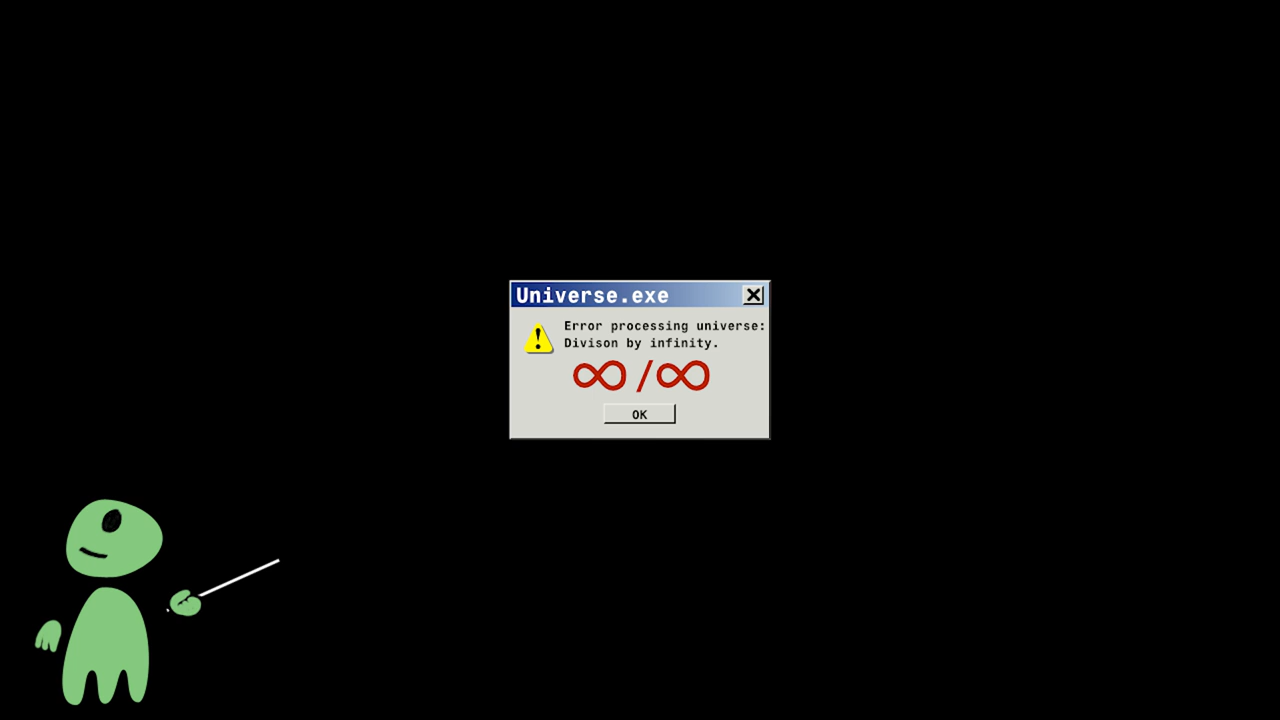 Universe.exe
Error processing universe:
Divison by infinity.
∞/∞
OK